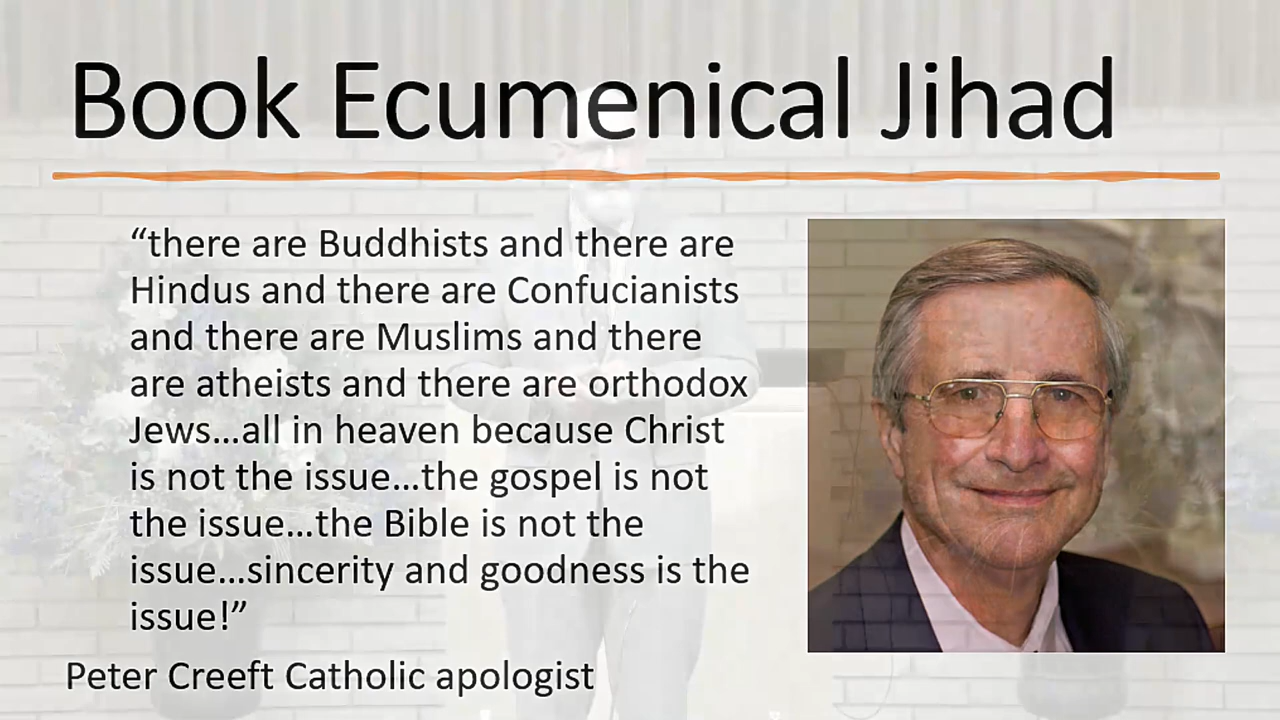 Book Ecumenical Jihad
“there are Buddhists and there are
Hindus and there are Confucianists
and there are Muslims and there
are atheists and there are orthodox
Jews…all in heaven because Christ
is not the issue…the gospel is not
the issue…the Bible is not the
issue…sincerity and goodness is the
issue!”
Peter Creeft Catholic apologist